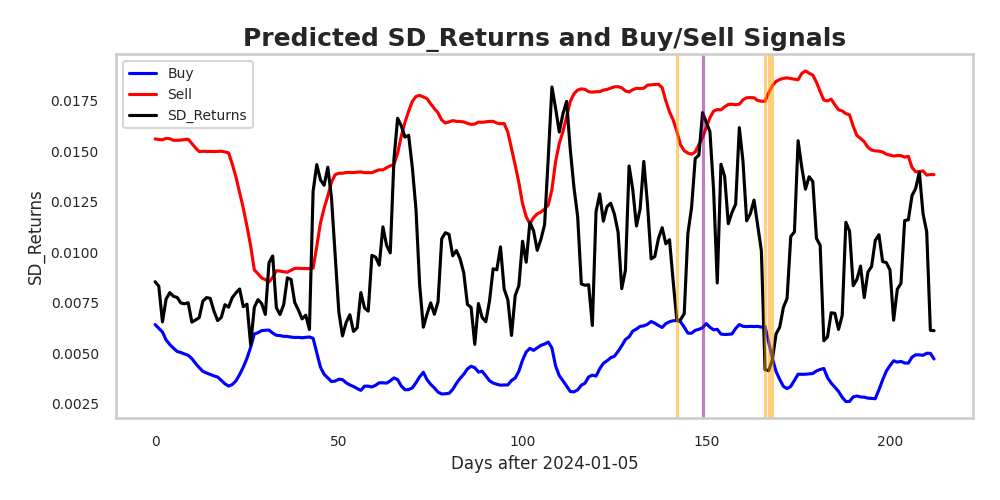 Predicted SD_Returns and Buy/Sell Signals
Buy
Sell
SD_Returns
SD_Returns
0.0175
0.0150
0.0125
0.0100
0.0075
0.0050
0.0025
0 50 100 150 200
Days after 2024-01-05